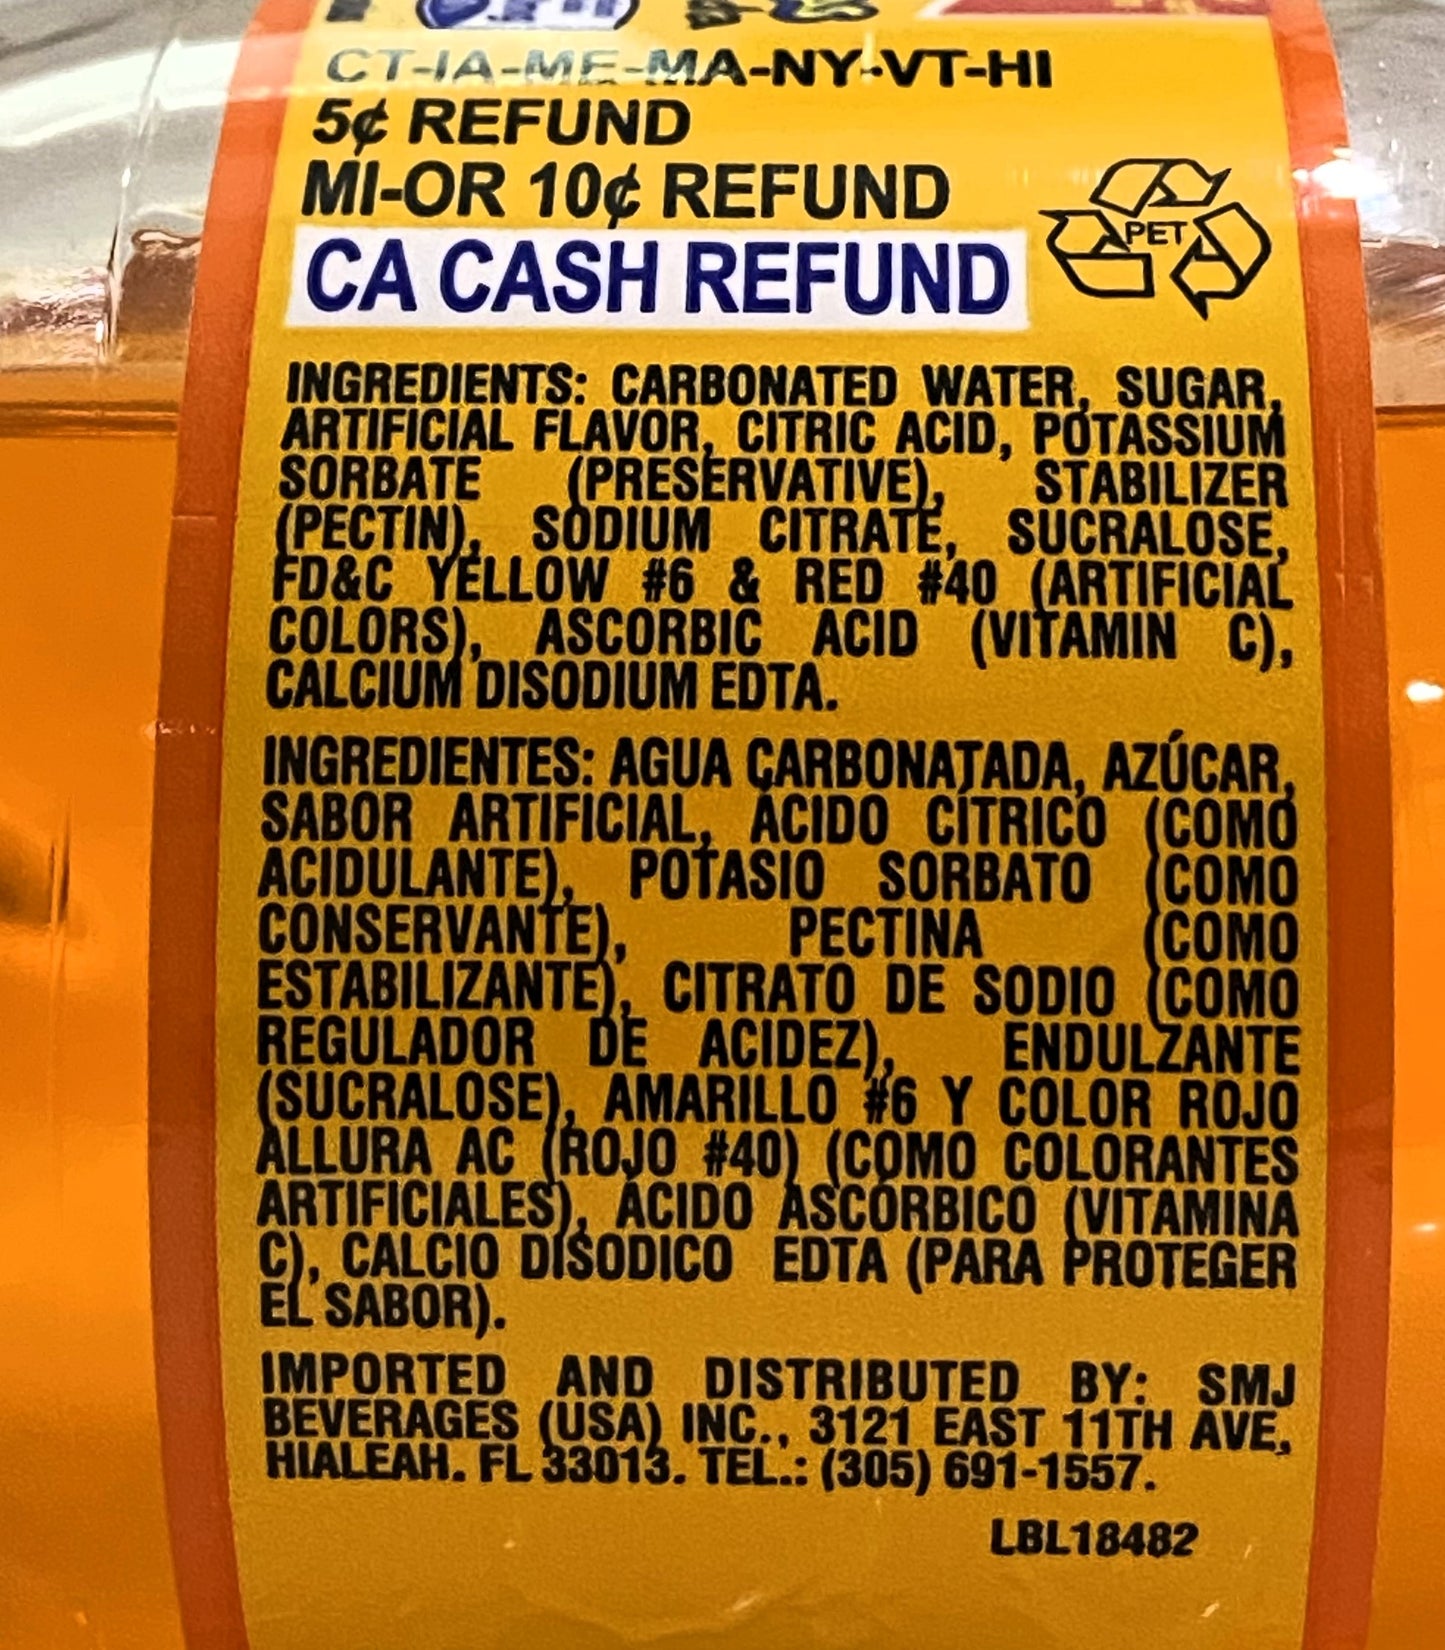 CT-IA-ME-MA-NY-VT-HI
5¢ REFUND
MI-OR 10¢ REFUND
CA CASH REFUND
PET
INGREDIENTS: CARBONATED WATER, SUGAR,
ARTIFICIAL FLAVOR, CITRIC ACID, POTASSIUM
SORBATE (PRESERVATIVE), STABILIZER
(PECTIN), SODIUM CITRATE, SUCRALOSE,
FD&C YELLOW #6 & RED #40 (ARTIFICIAL
COLORS), ASCORBIC ACID (VITAMIN C),
CALCIUM DISODIUM EDTA.
INGREDIENTES: AGUA CARBONATADA, AZÚCAR,
SABOR ARTIFICIAL, ÁCIDO CÍTRICO (COMO
ACIDULANTE), POTASIO SORBATO (COMO
CONSERVANTE), PECTINA (COMO
ESTABILIZANTE), CITRATO DE SODIO (COMO
REGULADOR DE ACIDEZ), ENDULZANTE
(SUCRALOSE), AMARILLO #6 Y COLOR ROJO
ALLURA AC (ROJO #40) (COMO COLORANTES
ARTIFICIALES), ÁCIDO ASCÓRBICO (VITAMINA
C), CALCIO DISODICO EDTA (PARA PROTEGER
EL SABOR).
IMPORTED AND DISTRIBUTED BY: SMJ
BEVERAGES (USA) INC., 3121 EAST 11TH AVE,
HIALEAH. FL 33013. TEL.: (305) 691-1557.
LBL18482